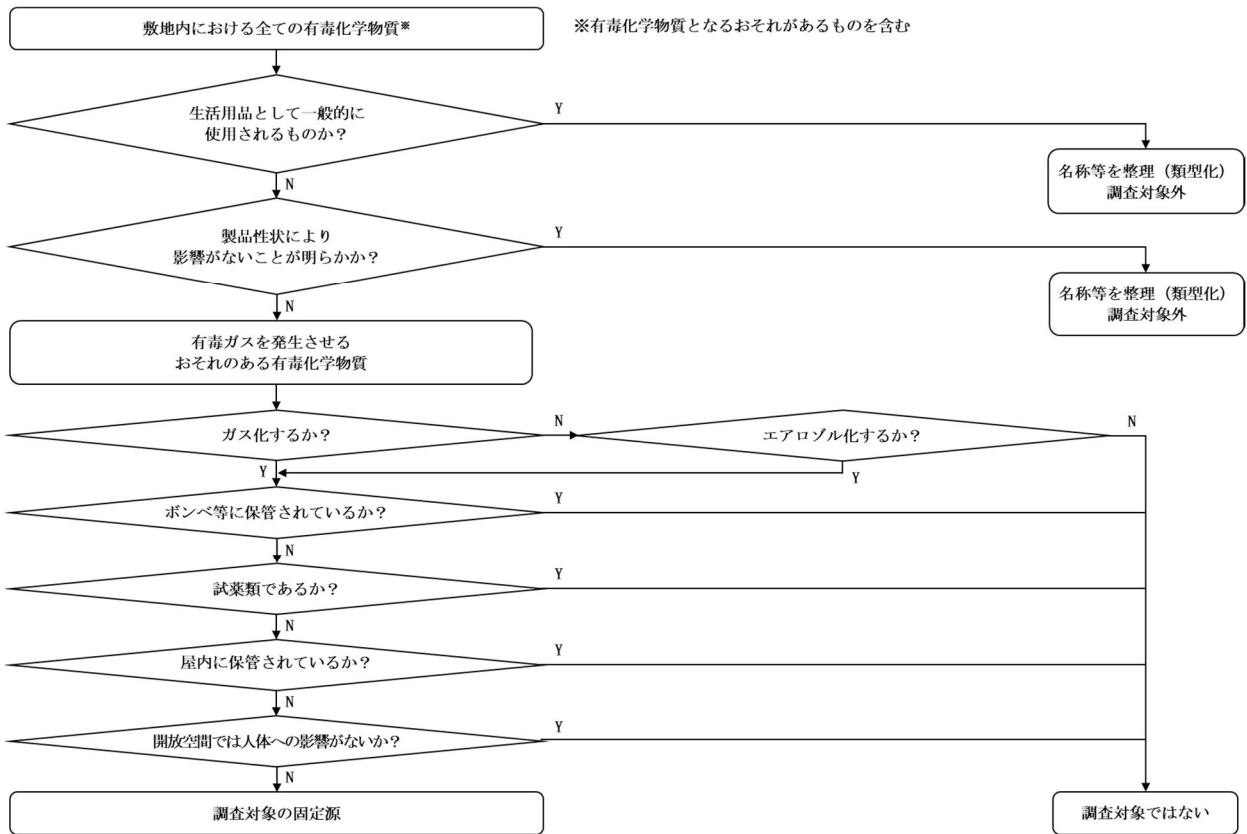 敷地内における全ての有毒化学物質※
※有毒化学物質となるおそれがあるものを含む
生活用品として一般的に
使用されるものか？
Y
N
名称等を整理（類型化）
調査対象外
製品性状により
影響がないことが明らかか？
Y
N
名称等を整理（類型化）
調査対象外
有毒ガスを発生させる
おそれのある有毒化学物質
ガス化するか？
N
エアロゾル化するか？
N
Y
Y
ボンベ等に保管されているか？
Y
N
試薬類であるか？
Y
N
屋内に保管されているか？
Y
N
開放空間では人体への影響がないか？
Y
N
調査対象の固定源
調査対象ではない